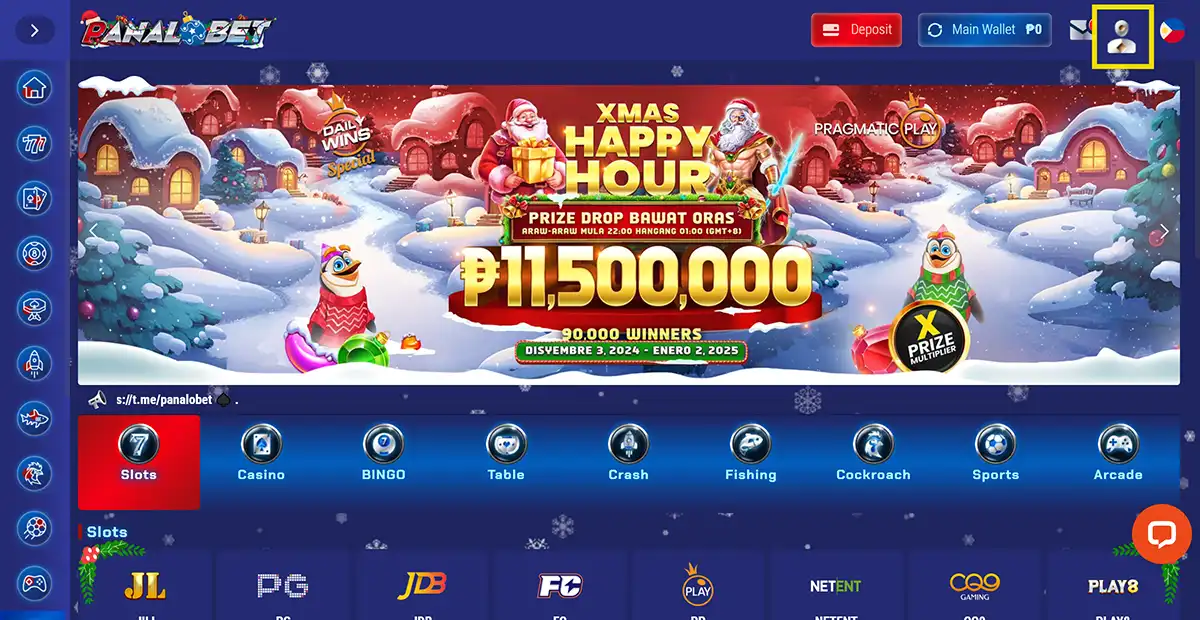 PANALOBET
Deposit
Main Wallet ₱0
DAILY WINS Special
XMAS
HAPPY
HOUR
PRAGMATIC PLAY
PRIZE DROP BAWAT ORAS
ARAW-ARAW MULA 22:00 HANGANG 01:00 (GMT+8)
₱11,500,000
90,000 WINNERS
DISYEMBRE 3, 2024 - ENERO 2, 2025
X
PRIZE
MULTIPLIER
s://t.me/panalobet♠ .
Slots Casino BINGO Table Crash Fishing Cockroach Sports Arcade
Slots
JL PG JDB FC PLAY NETENT CQ9 GAMING PLAY8